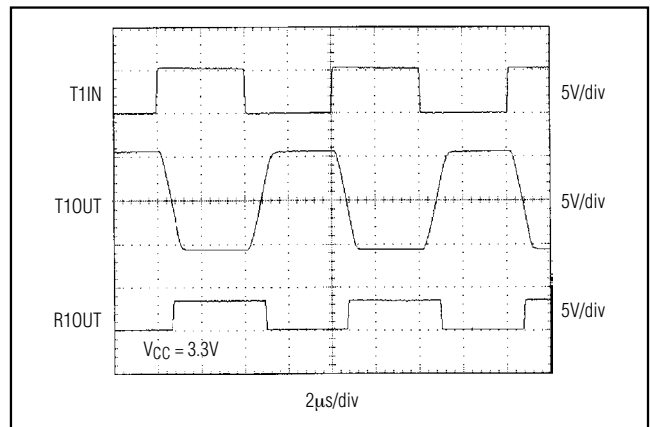 T1IN
5V/div
T1OUT
5V/div
R1OUT
5V/div
VCC = 3.3V
2μs/div